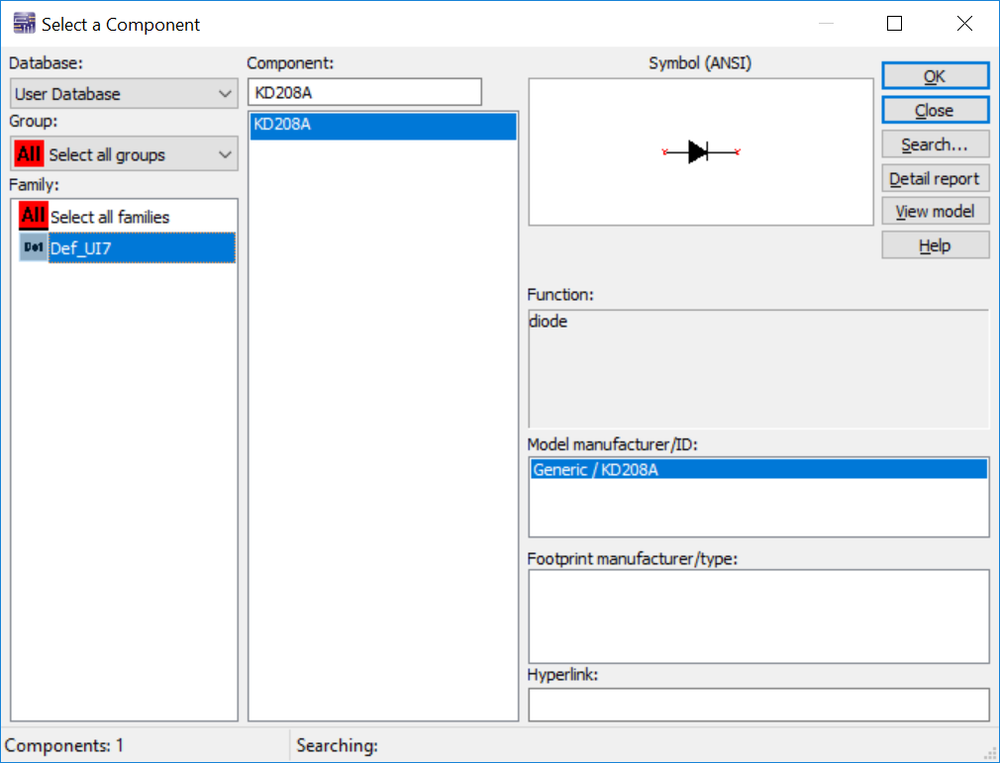 Select a Component
Database:
User Database
Group:
All Select all groups
Family:
All Select all families
Def Def_UI7
Component:
KD208A
KD208A
Symbol (ANSI)
Function:
diode
Model manufacturer/ID:
Generic / KD208A
Footprint manufacturer/type:
Hyperlink:
OK
Close
Search...
Detail report
View model
Help
Components: 1
Searching: